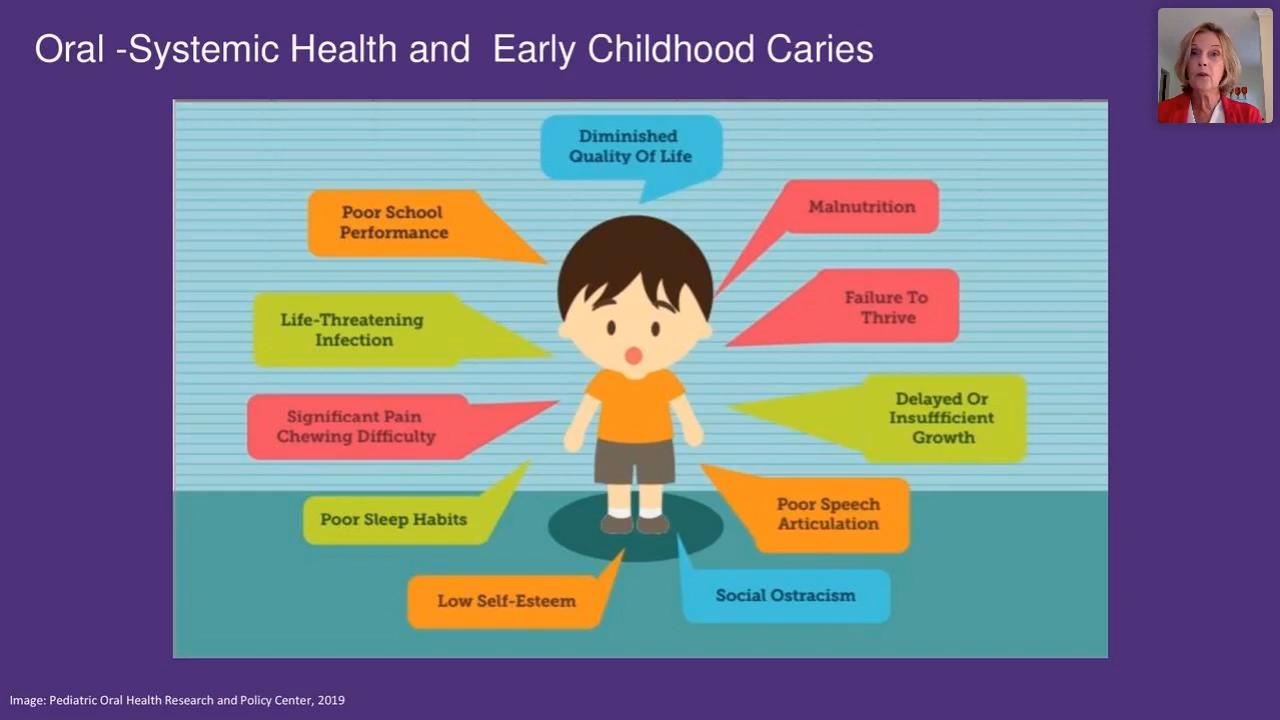 Oral -Systemic Health and  Early Childhood Caries
Diminished
Quality Of Life
Poor School
Performance
Malnutrition
Life-Threatening
Infection
Failure To
Thrive
Significant Pain
Chewing Difficulty
Delayed Or
Insuffficient
Growth
Poor Sleep Habits
Poor Speech
Articulation
Low Self-Esteem
Social Ostracism
Image: Pediatric Oral Health Research and Policy Center, 2019